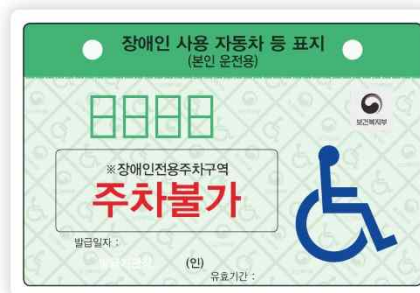 장애인 사용 자동차 등 표지
(본인 운전용)
8888
보건복지부
※장애인전용주차구역
주차불가
발급일자 :
(인)
유효기간 :